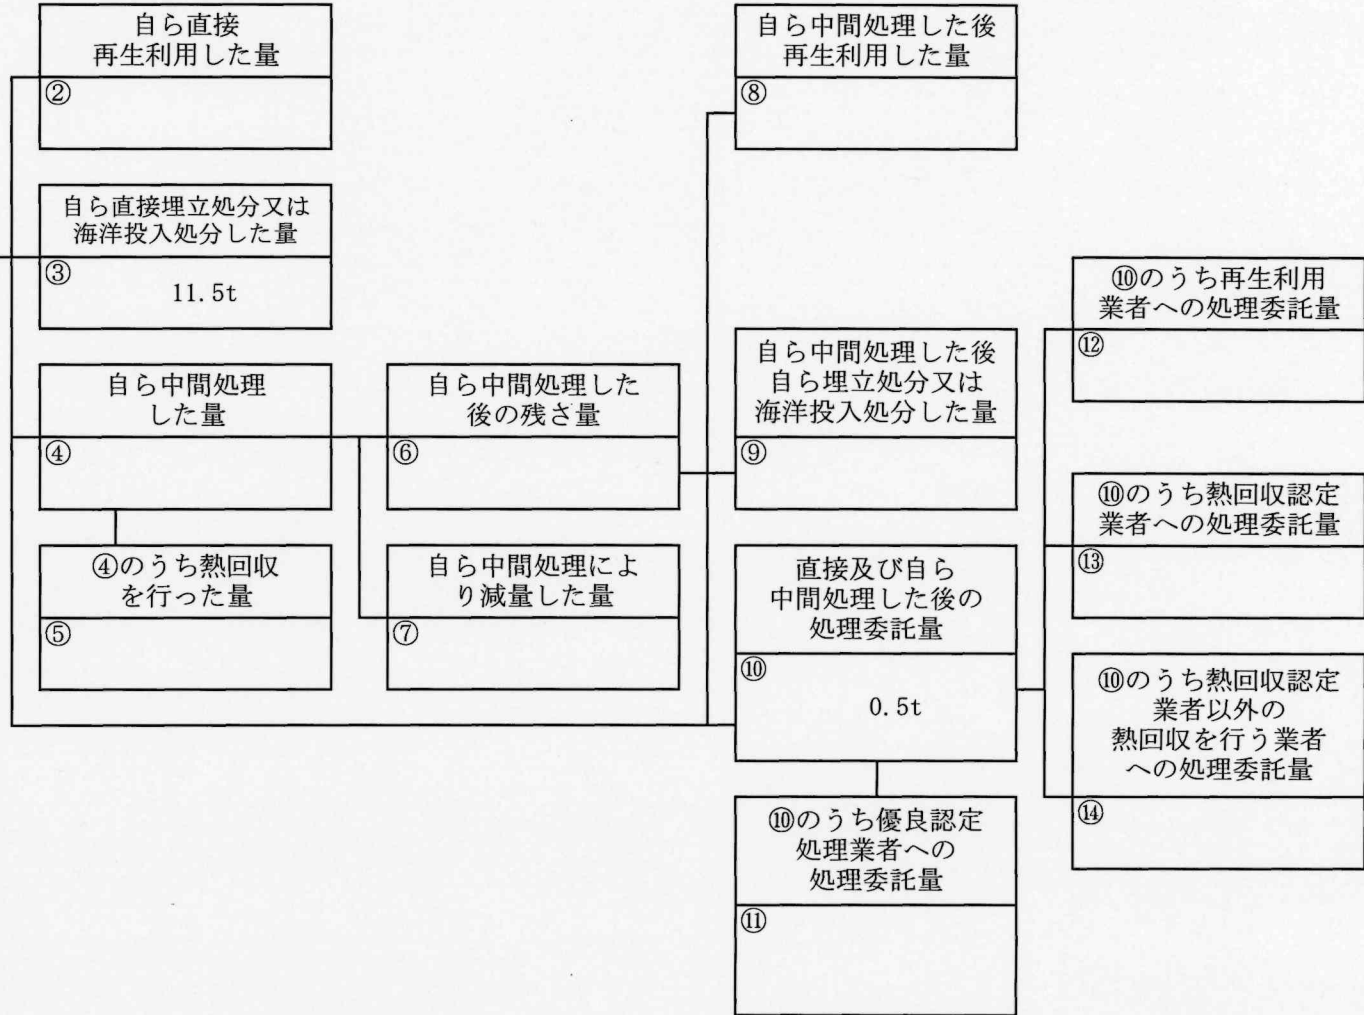 自ら直接
再生利用した量
②
自ら直接埋立処分又は
海洋投入処分した量
③
11.5t
自ら中間処理
した量
④
④のうち熱回収
を行った量
⑤
自ら中間処理した
後の残さ量
⑥
自ら中間処理によ
り減量した量
⑦
自ら中間処理した後
再生利用した量
⑧
自ら中間処理した後
自ら埋立処分又は
海洋投入処分した量
⑨
直接及び自ら
中間処理した後の
処理委託量
⑩
0.5t
⑩のうち優良認定
処理業者への
処理委託量
⑪
⑩のうち再生利用
業者への処理委託量
⑫
⑩のうち熱回収認定
業者への処理委託量
⑬
⑩のうち熱回収認定
業者以外の
熱回収を行う業者
への処理委託量
⑭